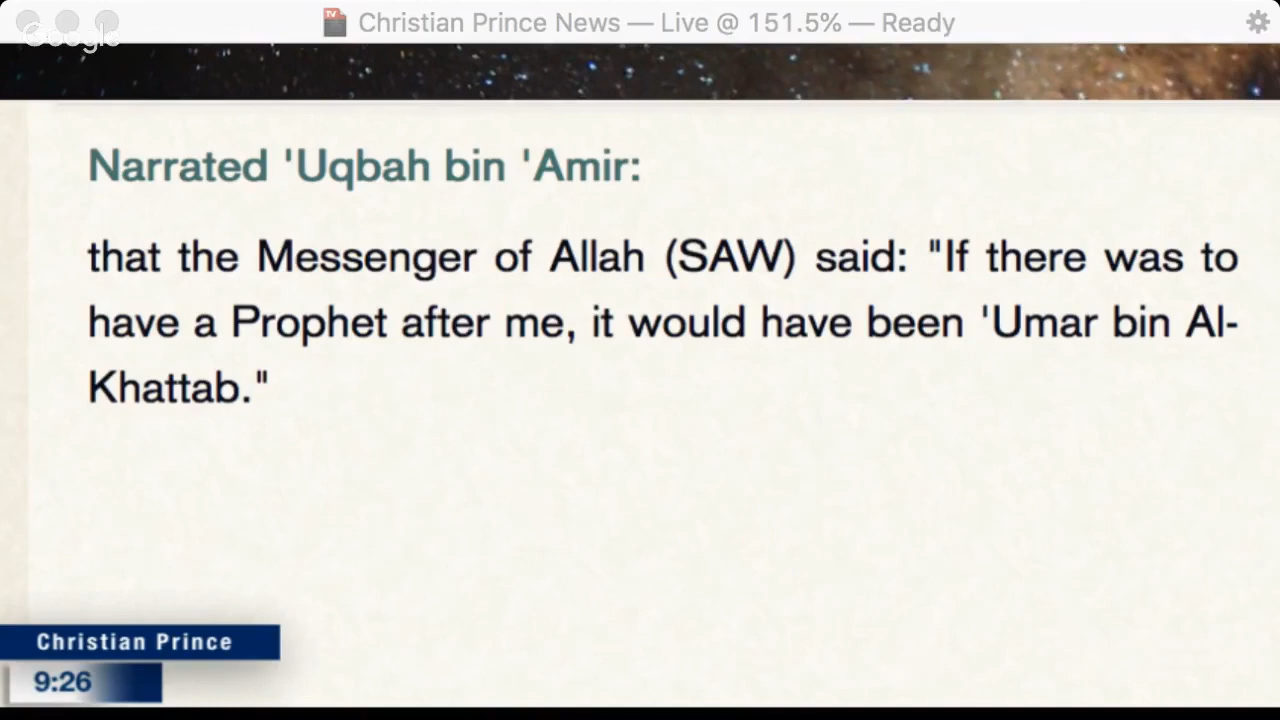 Christian Prince News — Live @ 151.5% — Ready
Google
Narrated 'Uqbah bin 'Amir:
that the Messenger of Allah (SAW) said: "If there was to
have a Prophet after me, it would have been 'Umar bin Al-
Khattab."
Christian Prince
9:26